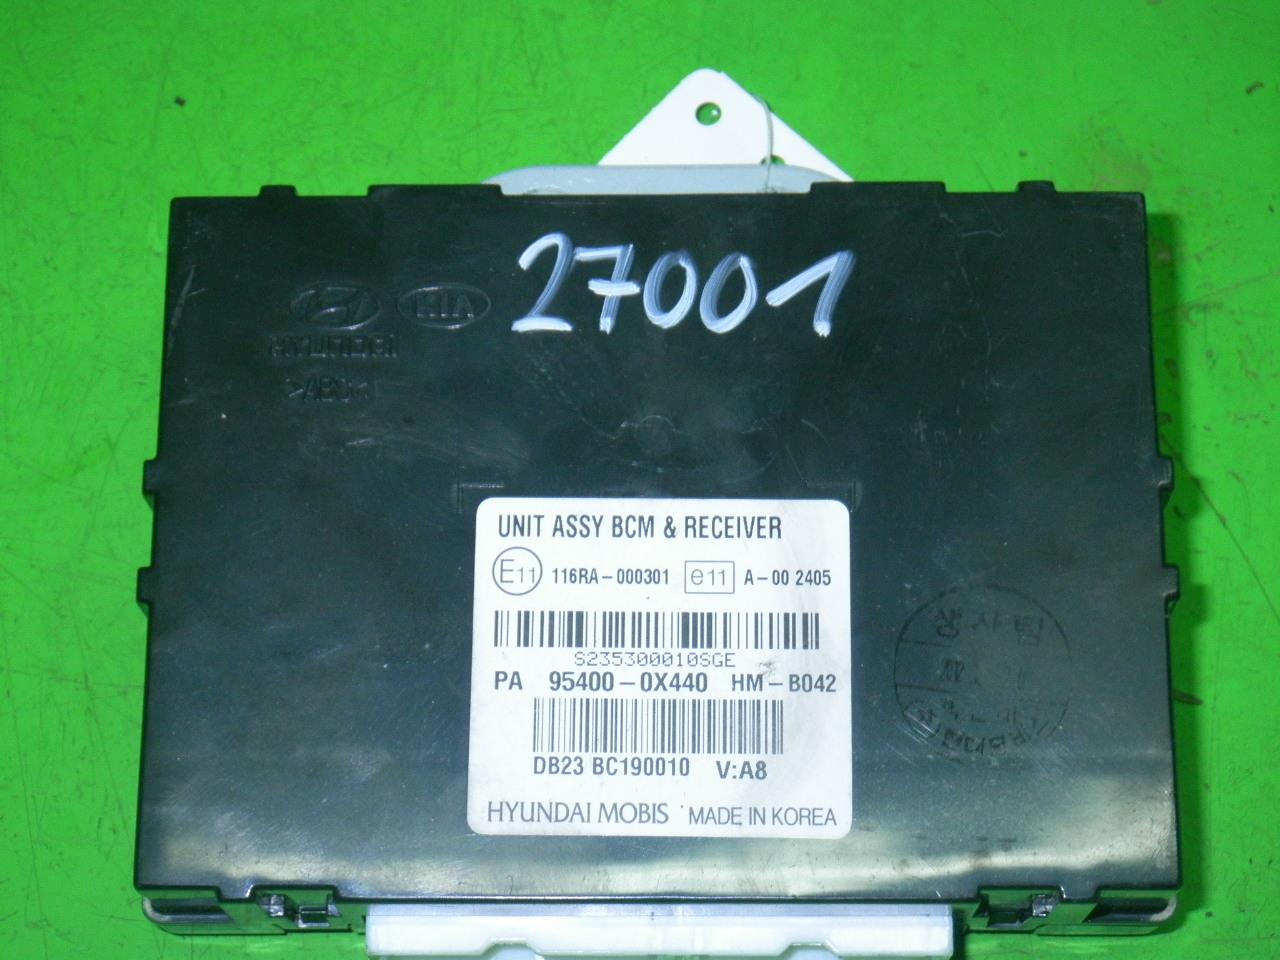 27001
KIA
HYUNDAI
>ABS<
UNIT ASSY BCM & RECEIVER
E11 116RA-000301 e11 A-00 2405
S235300010SGE
PA 95400-0X440 HM-B042
DB23 BC190010 V:A8
HYUNDAI MOBIS MADE IN KOREA